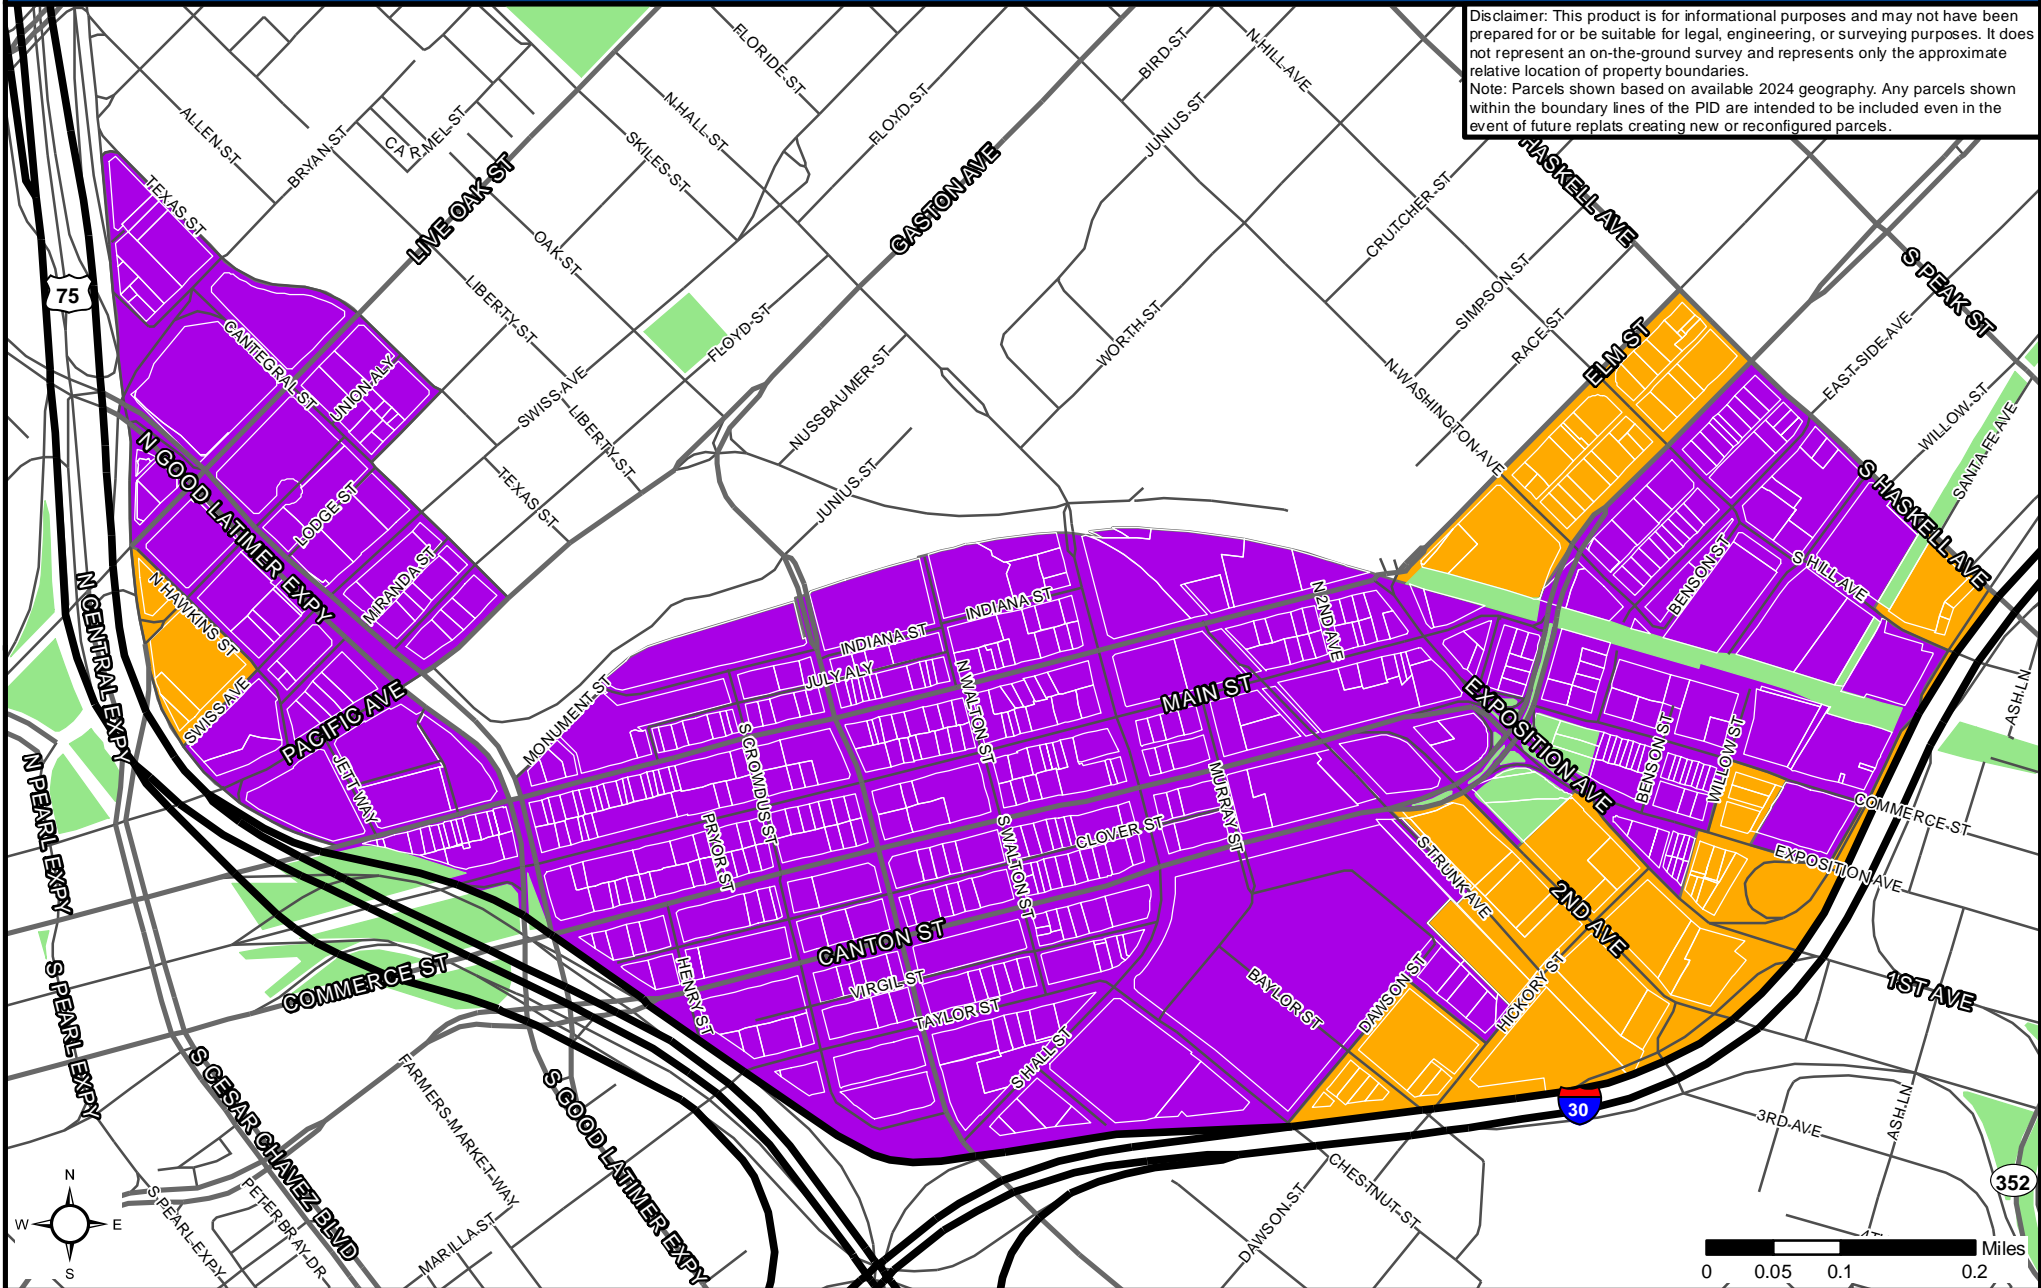 Disclaimer: This product is for informational purposes and may not have been
prepared for or be suitable for legal, engineering, or surveying purposes. It does
not represent an on-the-ground survey and represents only the approximate
relative location of property boundaries.
Note: Parcels shown based on available 2024 geography. Any parcels shown
within the boundary lines of the PID are intended to be included even in the
event of future replats creating new or reconfigured parcels.
FLORIDE ST
BIRD ST
N HILL AVE
ALLEN ST
BRYAN ST
CARMEL ST
N HALL ST
SKILES ST
FLOYD ST
JUNIUS ST
HASKELL AVE
TEXAS ST
LIVE OAK ST
GASTON AVE
CRUTCHER ST
S PEAK ST
OAK ST
LIBERTY ST
75
FLOYD ST
WORTH ST
SIMPSON ST
RACE ST
ELM ST
EAST SIDE AVE
CANTEGRAL ST
UNION ALY
SWISS AVE
LIBERTY ST
NUSSBAUMER ST
N WASHINGTON AVE
WILLOW ST
SANTA FE AVE
N GOOD LATIMER EXPY
LODGE ST
TEXAS ST
JUNIUS ST
S HASKELL AVE
MIRANDA ST
N HAWKINS ST
N CENTRAL EXPY
INDIANA ST
INDIANA ST
N 2ND AVE
BENSON ST
S HILL AVE
SWISS AVE
PACIFIC AVE
MONUMENT ST
JULY ALY
N WALTON ST
MAIN ST
EXPOSITION AVE
ASH LN
N PEARL EXPY
JETT WAY
S CROWDUS ST
MURRAY ST
BENSON ST
WILLOW ST
COMMERCE ST
PRYOR ST
S WALTON ST
CLOVER ST
S TRUNK AVE
EXPOSITION AVE
2ND AVE
CANTON ST
COMMERCE ST
HENRY ST
VIRGIL ST
TAYLOR ST
BAYLOR ST
DAWSON ST
HICKORY ST
1ST AVE
S PEARL EXPY
S CESAR CHAVEZ BLVD
FARMERS MARKET WAY
S GOOD LATIMER EXPY
S HALL ST
30
3RD AVE
ASH LN
352
CHESTNUT ST
DAWSON ST
N
W E
S
S PEARL EXPY
PETER BRAY DR
MARILLA ST
Miles
0 0.05 0.1 0.2